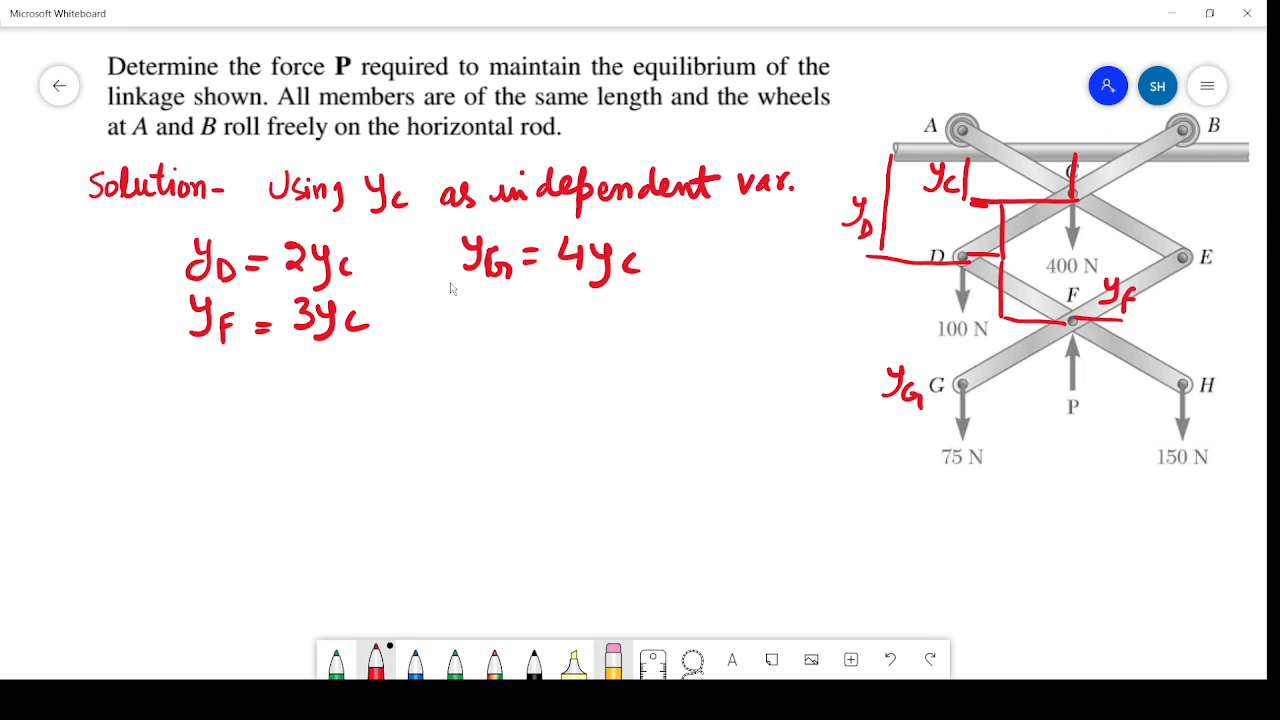 Microsoft Whiteboard
Determine the force P required to maintain the equilibrium of the
linkage shown. All members are of the same length and the wheels
at A and B roll freely on the horizontal rod.
SH
Solution- Using yc as independent var.
yD = 2yc
yG = 4yc
yF = 3yc
A
B
yc
C
yD
D
400 N
E
F
yF
100 N
yG
G
P
H
75 N
150 N
A